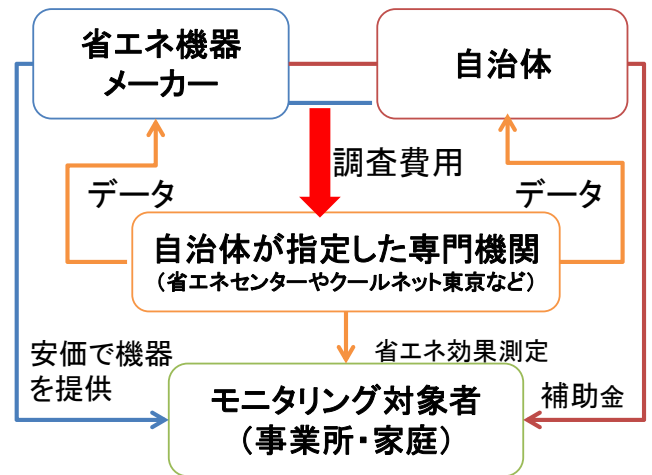 省エネ機器
メーカー
自治体
調査費用
データ
データ
自治体が指定した専門機関
（省エネセンターやクールネット東京など）
安価で機器
を提供
省エネ効果測定
補助金
モニタリング対象者
（事業所・家庭）